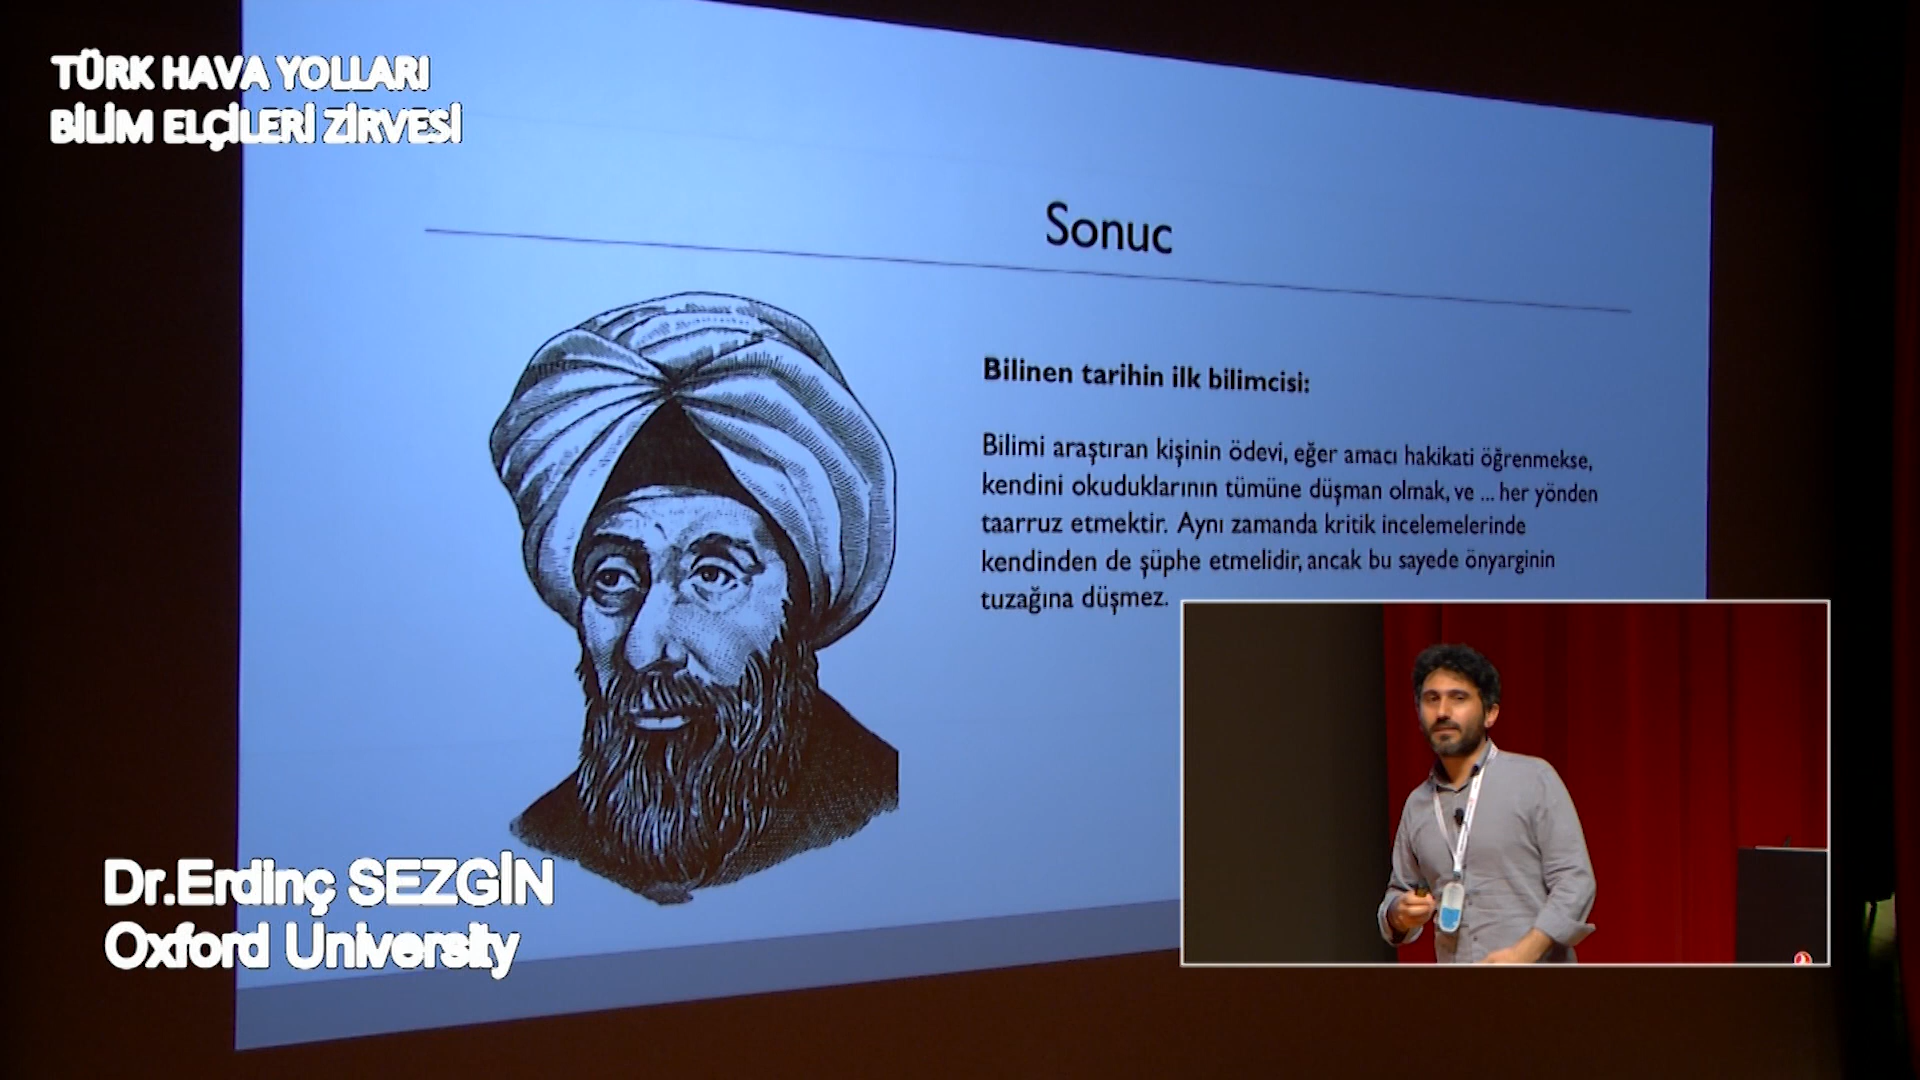 TÜRK HAVA YOLLARI
BİLİM ELÇİLERİ ZİRVESİ
Sonuc
Bilinen tarihin ilk bilimcisi:
Bilimi araştıran kişinin ödevi, eğer amacı hakikati öğrenmekse,
kendini okuduklarının tümüne düşman olmak, ve ... her yönden
taarruz etmektir. Aynı zamanda kritik incelemelerinde
kendinden de şüphe etmelidir, ancak bu sayede önyarginin
tuzağına düşmez.
Dr.Erdinç SEZGİN
Oxford University